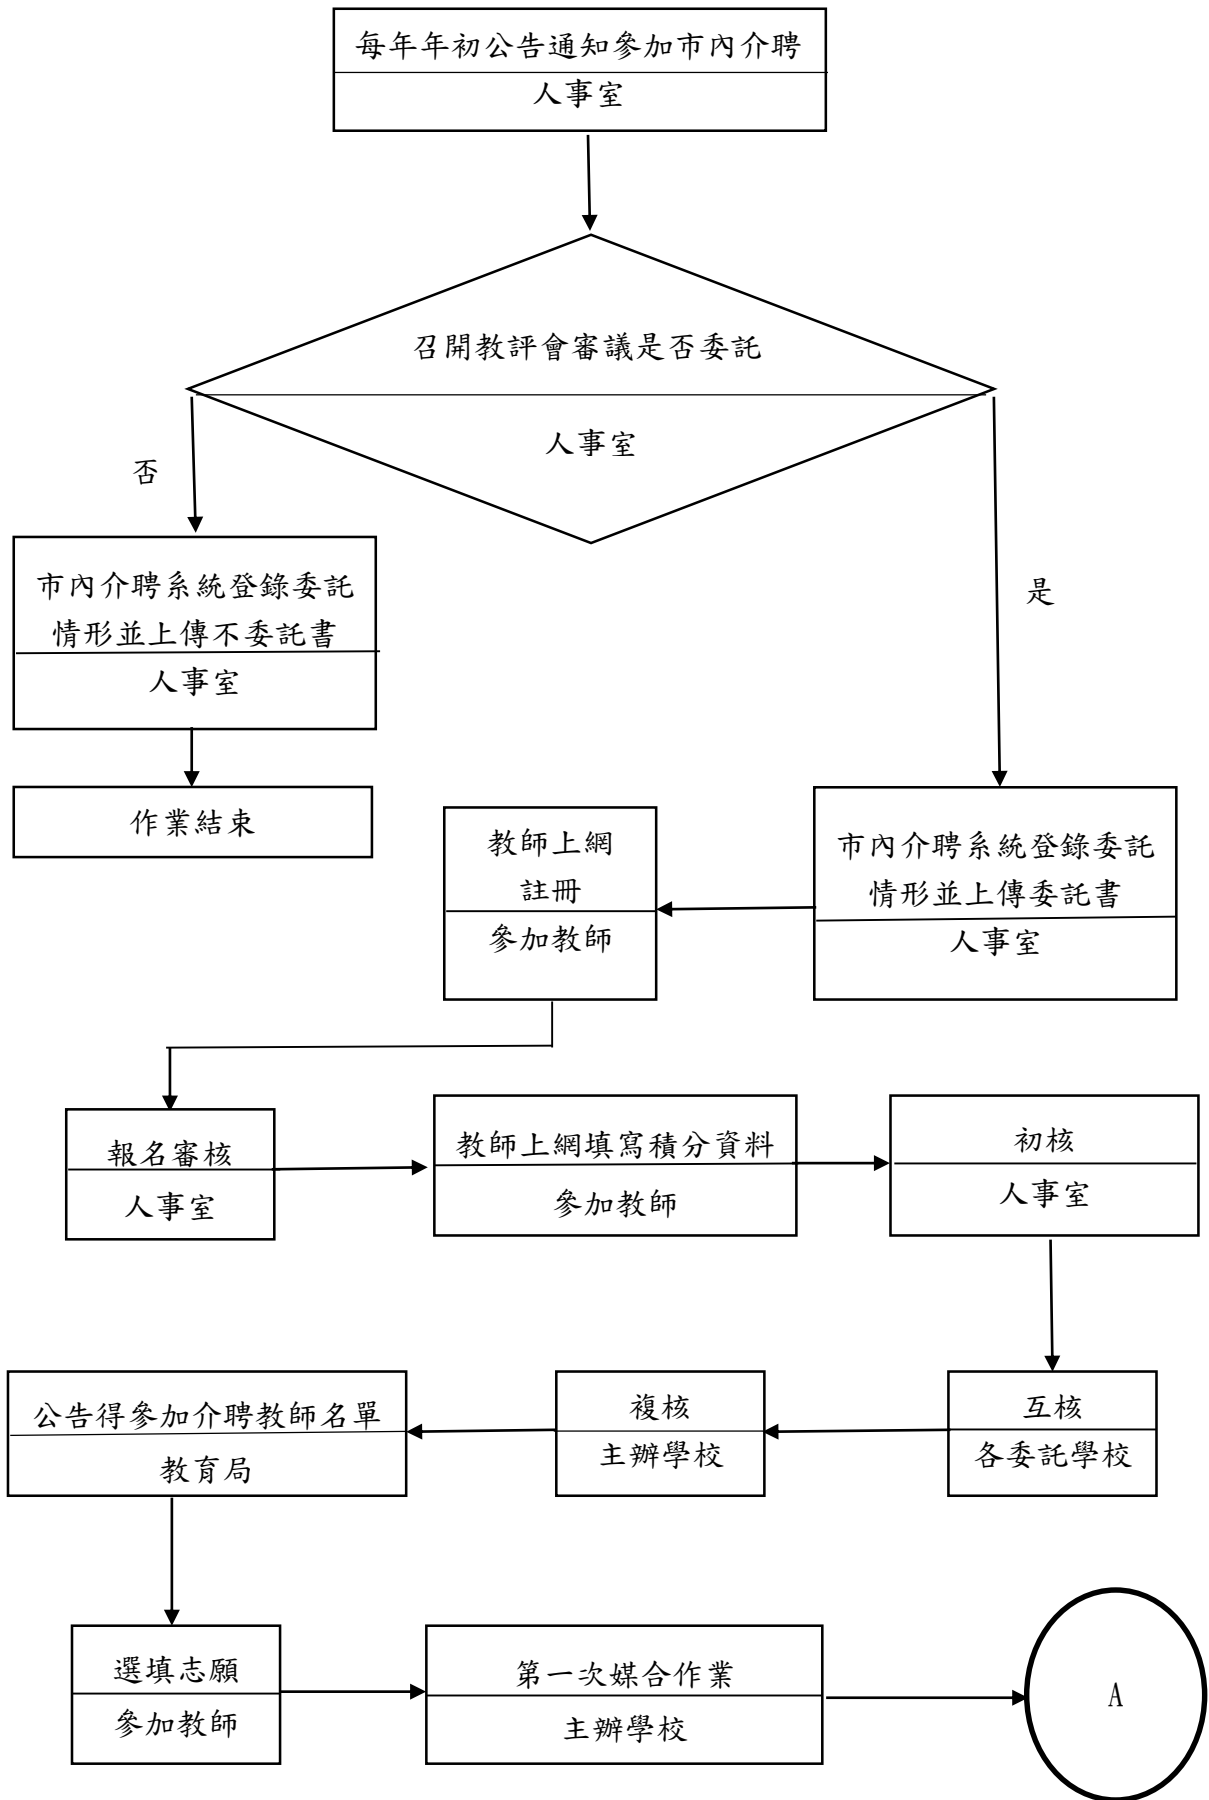 每年年初公告通知參加市內介聘
人事室
召開教評會審議是否委託
人事室
否
是
市內介聘系統登錄委託
情形並上傳不委託書
人事室
作業結束
市內介聘系統登錄委託
情形並上傳委託書
人事室
教師上網
註冊
參加教師
報名審核
人事室
教師上網填寫積分資料
參加教師
初核
人事室
互核
各委託學校
複核
主辦學校
公告得參加介聘教師名單
教育局
選填志願
參加教師
第一次媒合作業
主辦學校
A